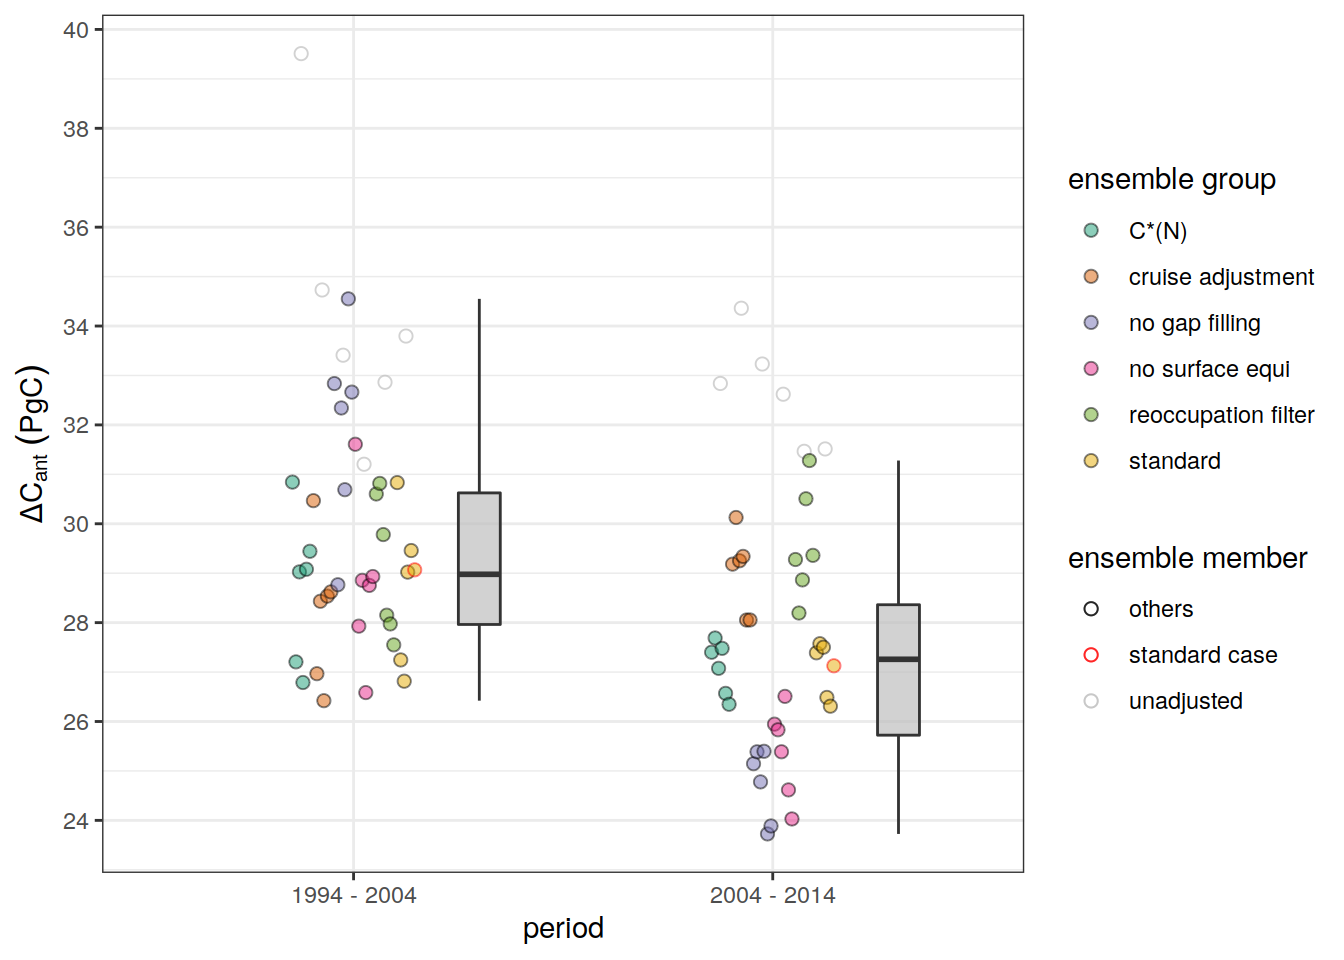 40
38
36
34
32
30
28
26
24
ΔCant (PgC)
1994 - 2004
2004 - 2014
period
ensemble group
C*(N)
cruise adjustment
no gap filling
no surface equi
reoccupation filter
standard
ensemble member
others
standard case
unadjusted